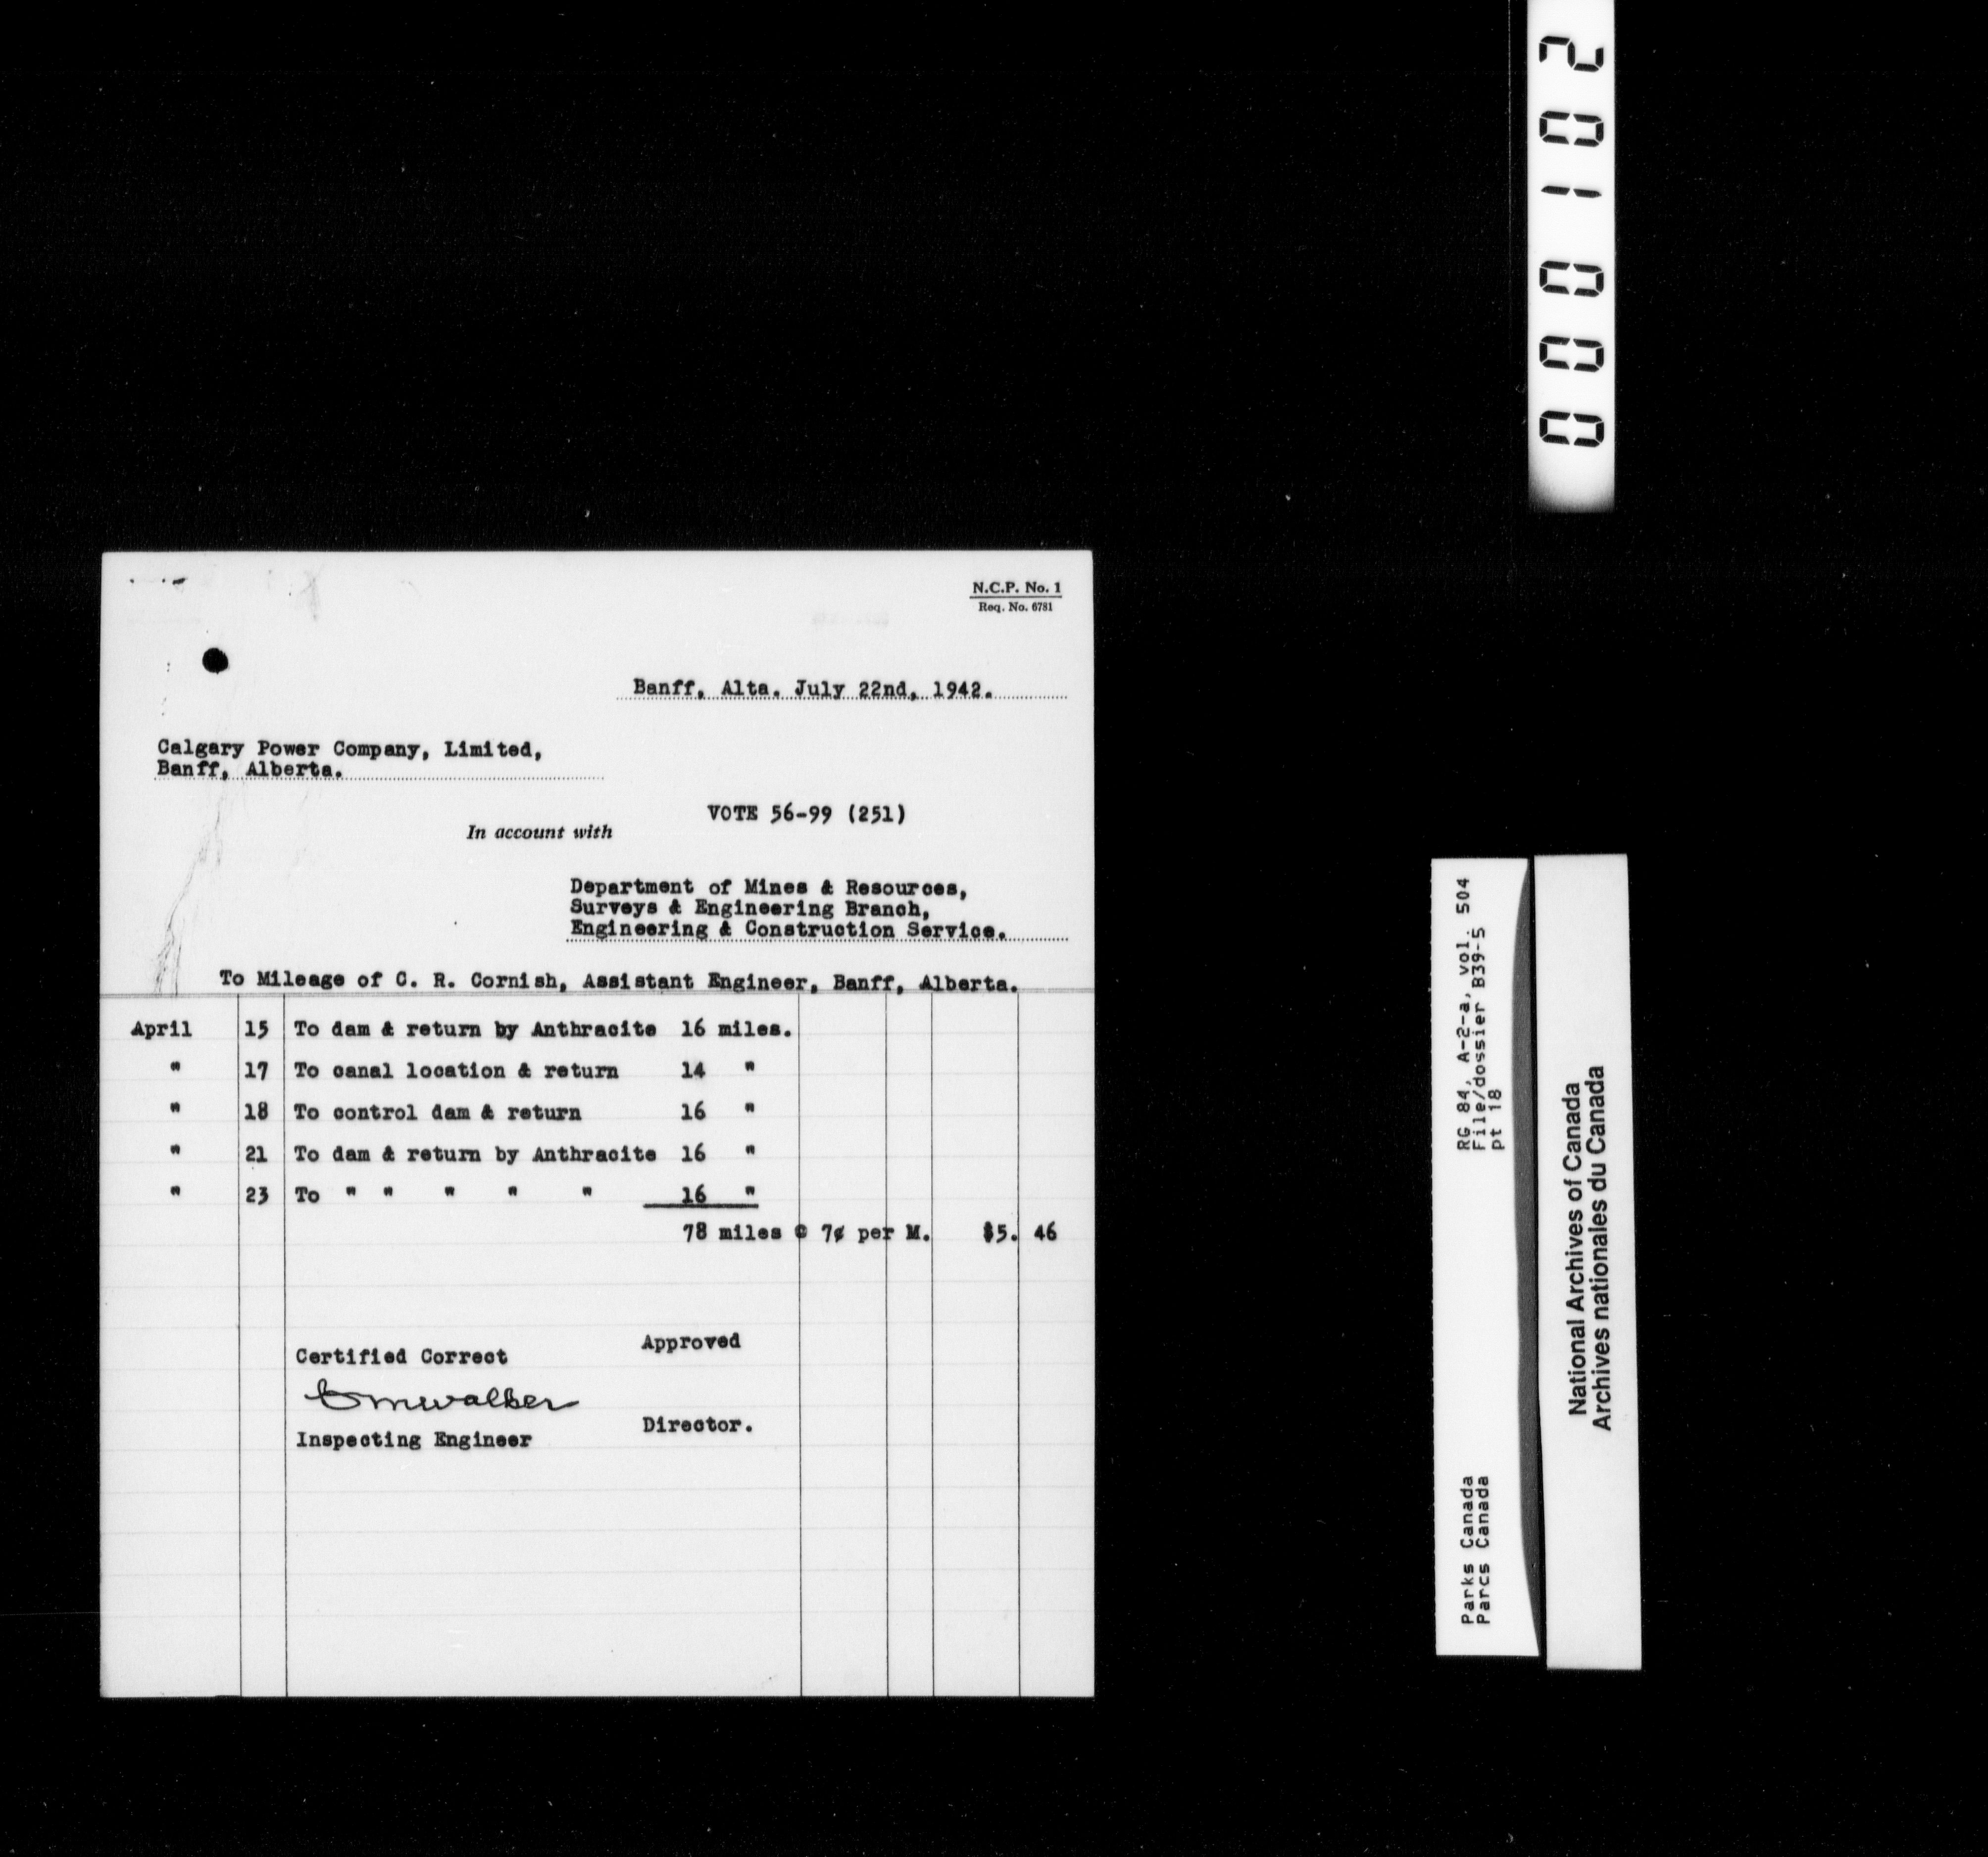 N.C.P. No. 1
Req. No. 6781
Banff, Alta. July 22nd, 1942.
Calgary Power Company, Limited,
Banff, Alberta.
VOTE 56-99 (251)
In account with
Department of Mines & Resources,
Surveys & Engineering Branch,
Engineering & Construction Service.
To Mileage of C. R. Cornish, Assistant Engineer, Banff, Alberta.
April 15 To dam & return by Anthracite 16 miles.
" 17 To canal location & return 14 "
" 18 To control dam & return 16 "
" 21 To dam & return by Anthracite 16 "
" 23 To " " " " " 16 "
78 miles @ 7¢ per M. $5. 46
Certified Correct
Approved
CMWalker
Inspecting Engineer
Director.
000102
RG 84, A-2-a, vol. 504
File/dossier B39-5
pt 18
Parks Canada
Parcs Canada
National Archives of Canada
Archives nationales du Canada